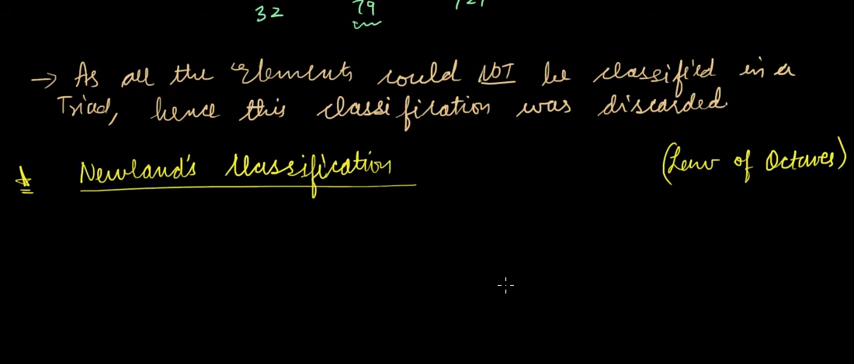 32 79 127
→ As all the Elements could NOT be classified in a
Triad, hence this classification was discarded
* Newland's Classification (Law of Octaves)